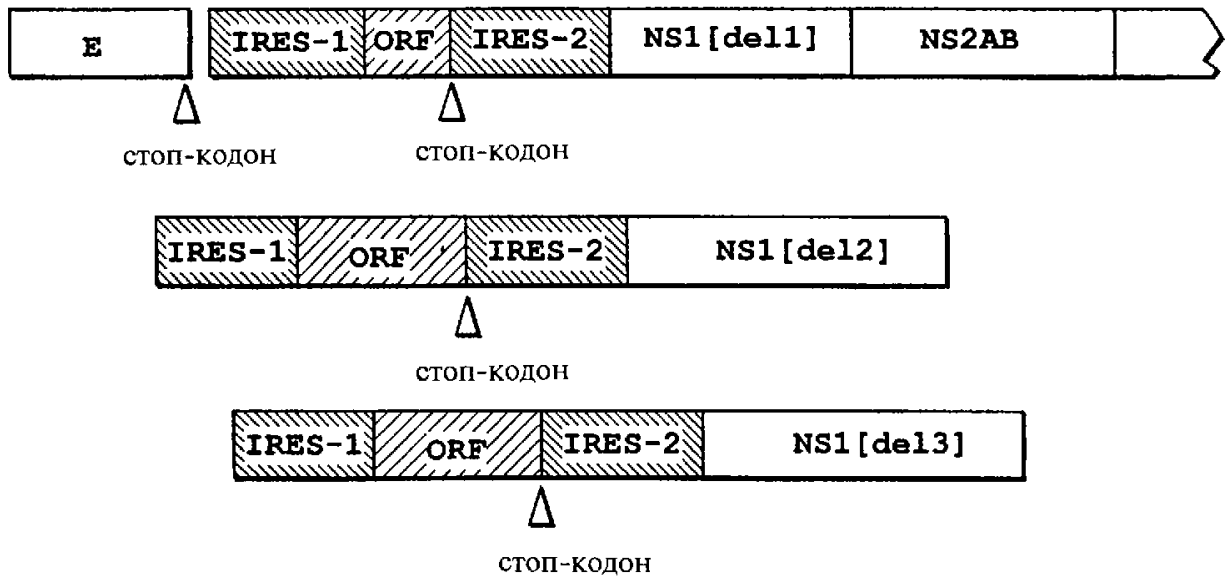 E IRES-1 ORF IRES-2 NS1[del1] NS2AB
стоп-кодон стоп-кодон
IRES-1 ORF IRES-2 NS1[del2]
стоп-кодон
IRES-1 ORF IRES-2 NS1[del3]
стоп-кодон